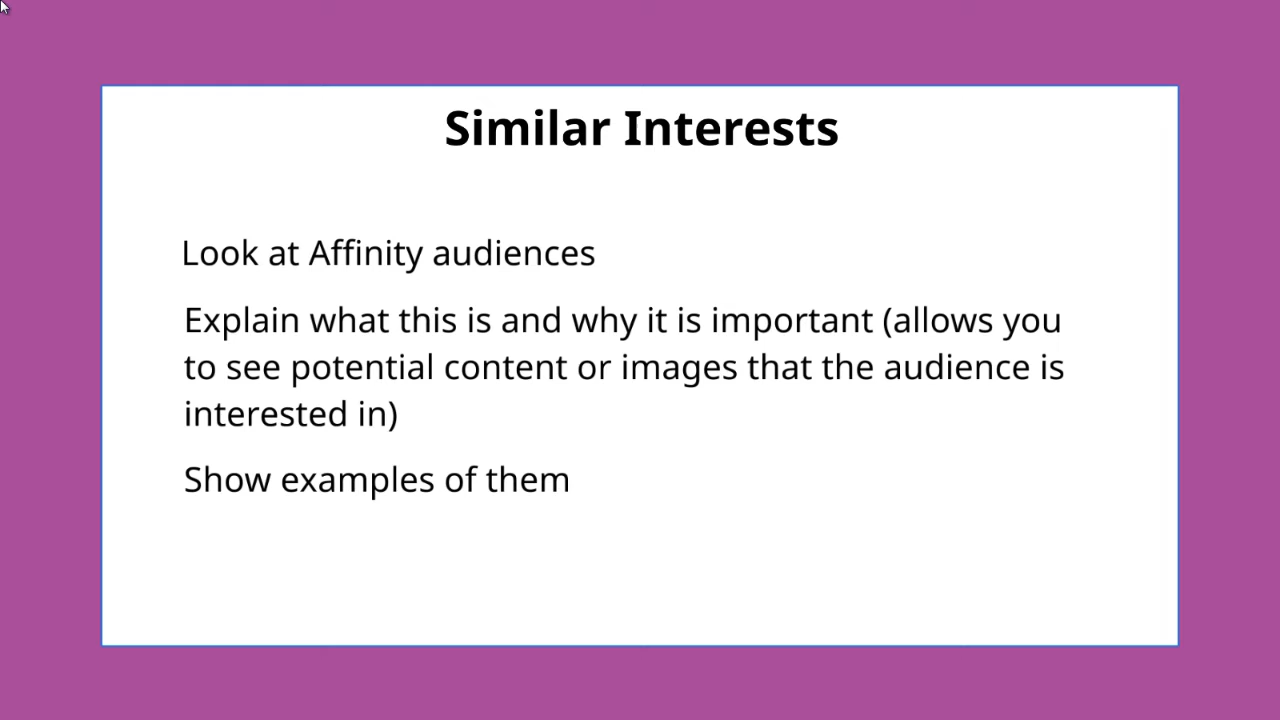 Similar Interests
Look at Affinity audiences
Explain what this is and why it is important (allows you
to see potential content or images that the audience is
interested in)
Show examples of them